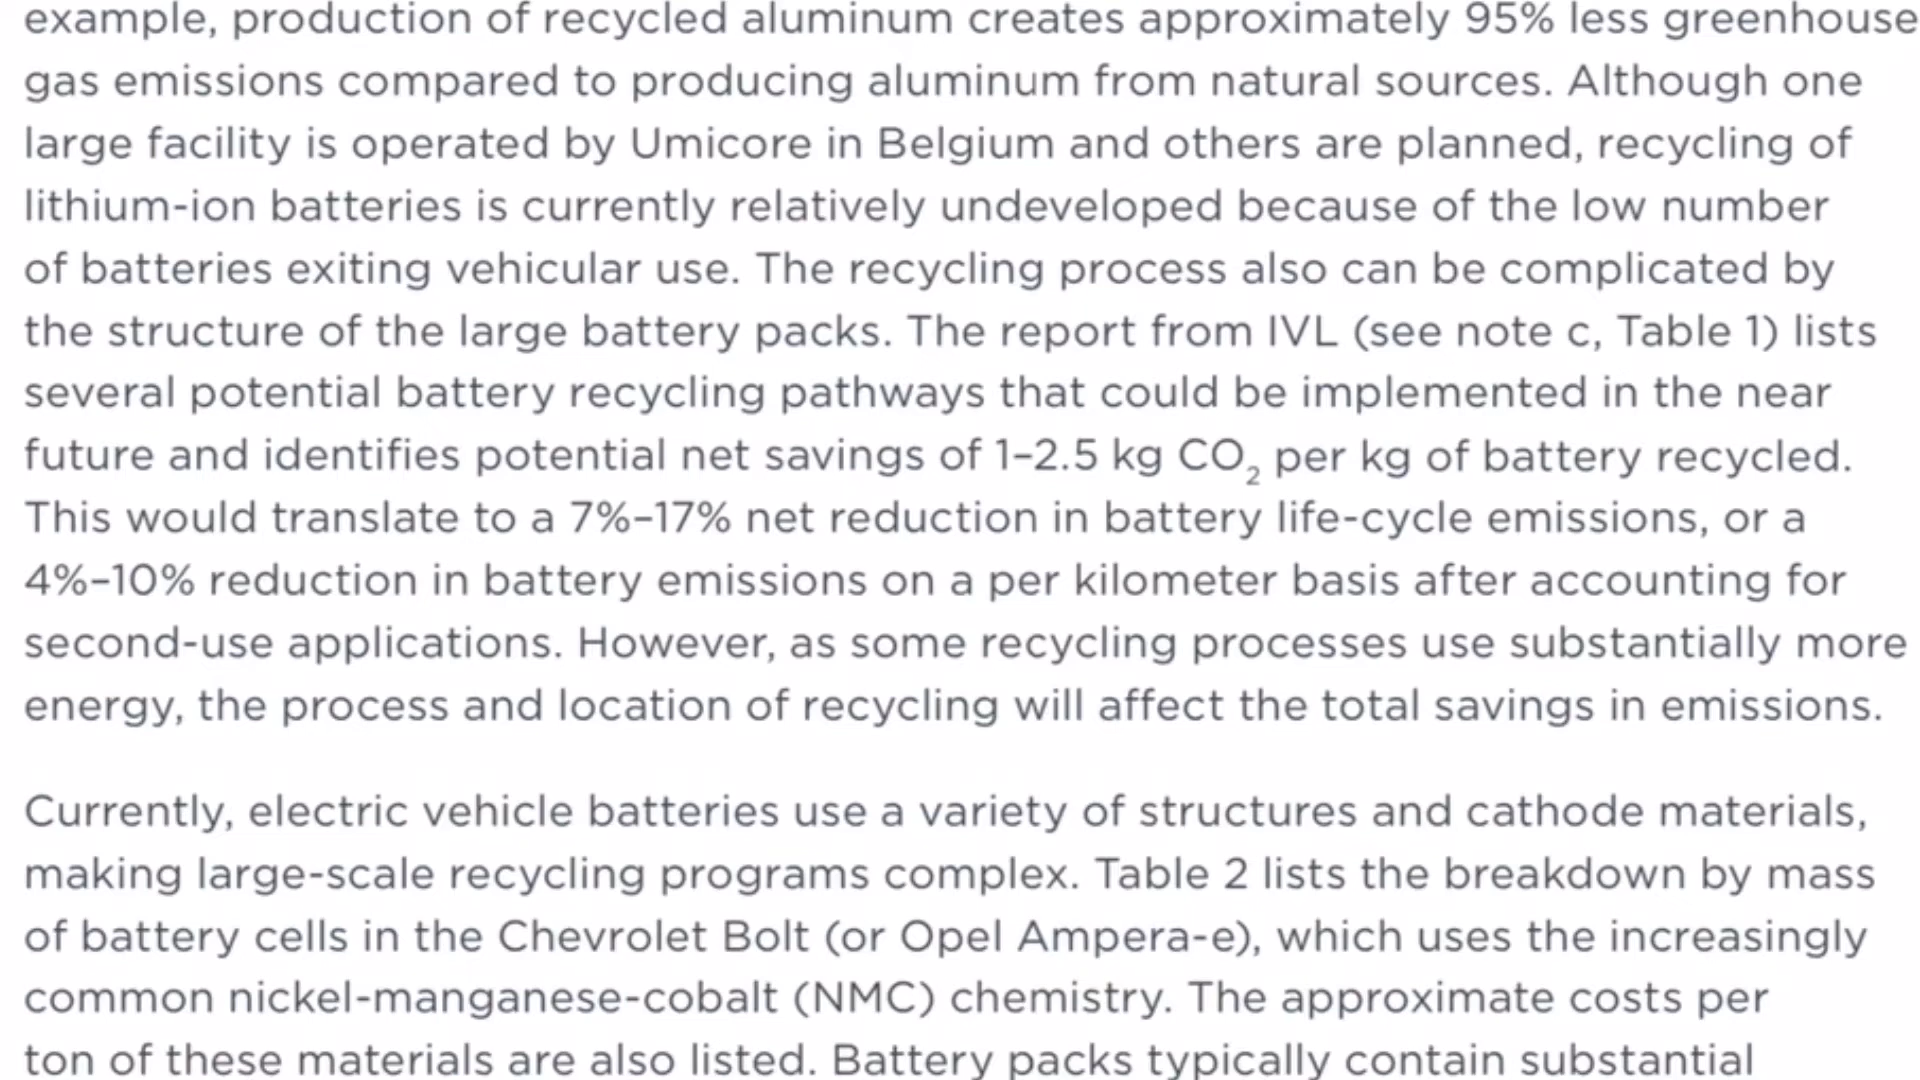 example, production of recycled aluminum creates approximately 95% less greenhouse
gas emissions compared to producing aluminum from natural sources. Although one
large facility is operated by Umicore in Belgium and others are planned, recycling of
lithium-ion batteries is currently relatively undeveloped because of the low number
of batteries exiting vehicular use. The recycling process also can be complicated by
the structure of the large battery packs. The report from IVL (see note c, Table 1) lists
several potential battery recycling pathways that could be implemented in the near
future and identifies potential net savings of 1–2.5 kg CO₂ per kg of battery recycled.
This would translate to a 7%–17% net reduction in battery life-cycle emissions, or a
4%–10% reduction in battery emissions on a per kilometer basis after accounting for
second-use applications. However, as some recycling processes use substantially more
energy, the process and location of recycling will affect the total savings in emissions.
Currently, electric vehicle batteries use a variety of structures and cathode materials,
making large-scale recycling programs complex. Table 2 lists the breakdown by mass
of battery cells in the Chevrolet Bolt (or Opel Ampera-e), which uses the increasingly
common nickel-manganese-cobalt (NMC) chemistry. The approximate costs per
ton of these materials are also listed. Battery packs typically contain substantial